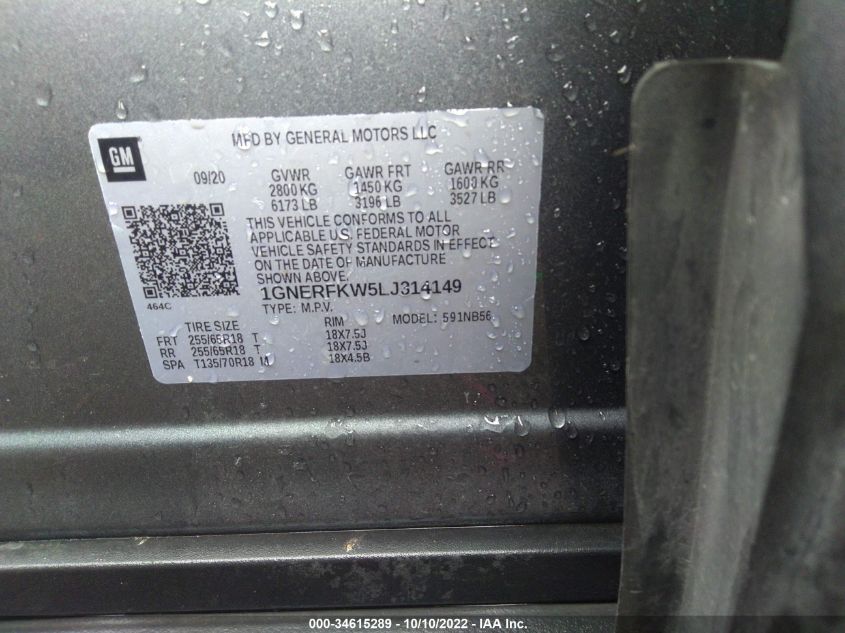 GM
MFD BY GENERAL MOTORS LLC
09/20 GVWR GAWR FRT GAWR RR
2800 KG 1450 KG 1600 KG
6173 LB 3196 LB 3527 LB
THIS VEHICLE CONFORMS TO ALL
APPLICABLE U.S. FEDERAL MOTOR
VEHICLE SAFETY STANDARDS IN EFFECT
ON THE DATE OF MANUFACTURE
SHOWN ABOVE.
464C
1GNERFKW5LJ314149
TYPE: M.P.V. MODEL: 591NB56
TIRE SIZE RIM
FRT 255/65R18 T 18X7.5J
RR 255/65R18 T 18X7.5J
SPA T135/70R18 M 18X4.5B
000-34615289 - 10/10/2022 - IAA Inc.